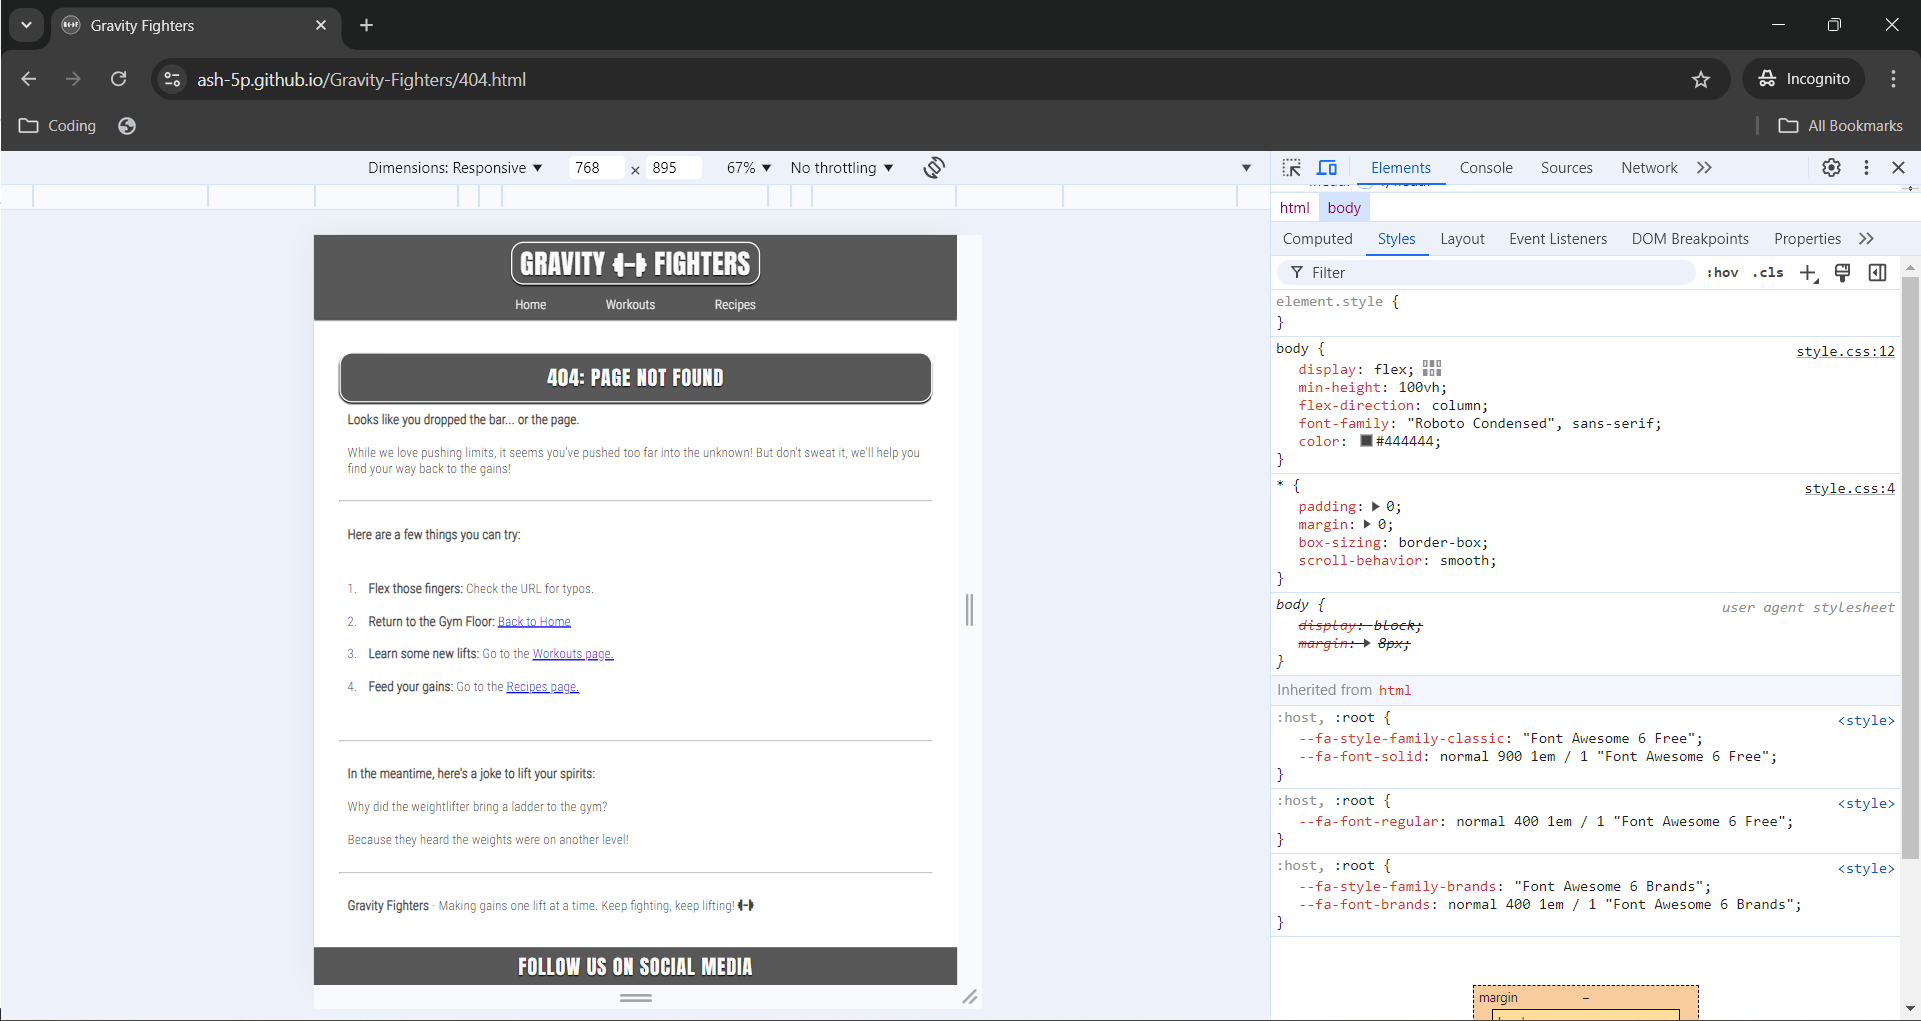 Gravity Fighters
ash-5p.github.io/Gravity-Fighters/404.html
Incognito
Coding
All Bookmarks
Dimensions: Responsive
768 x 895
67%
No throttling
Elements Console Sources Network
html body
Computed Styles Layout Event Listeners DOM Breakpoints Properties
Filter
:hov .cls
GRAVITY FIGHTERS
Home Workouts Recipes
404: PAGE NOT FOUND
Looks like you dropped the bar... or the page.
While we love pushing limits, it seems you've pushed too far into the unknown! But don't sweat it, we'll help you
find your way back to the gains!
Here are a few things you can try:
1. Flex those fingers: Check the URL for typos.
2. Return to the Gym Floor: Back to Home
3. Learn some new lifts: Go to the Workouts page.
4. Feed your gains: Go to the Recipes page.
In the meantime, here's a joke to lift your spirits:
Why did the weightlifter bring a ladder to the gym?
Because they heard the weights were on another level!
Gravity Fighters - Making gains one lift at a time. Keep fighting, keep lifting!
FOLLOW US ON SOCIAL MEDIA
element.style {
}
body {
style.css:12
display: flex;
min-height: 100vh;
flex-direction: column;
font-family: "Roboto Condensed", sans-serif;
color: #444444;
}
* {
style.css:4
padding: 0;
margin: 0;
box-sizing: border-box;
scroll-behavior: smooth;
}
body {
user agent stylesheet
display: block;
margin: 8px;
}
Inherited from html
:host, :root {
<style>
--fa-style-family-classic: "Font Awesome 6 Free";
--fa-font-solid: normal 900 1em / 1 "Font Awesome 6 Free";
}
:host, :root {
<style>
--fa-font-regular: normal 400 1em / 1 "Font Awesome 6 Free";
}
:host, :root {
<style>
--fa-style-family-brands: "Font Awesome 6 Brands";
--fa-font-brands: normal 400 1em / 1 "Font Awesome 6 Brands";
}
margin -